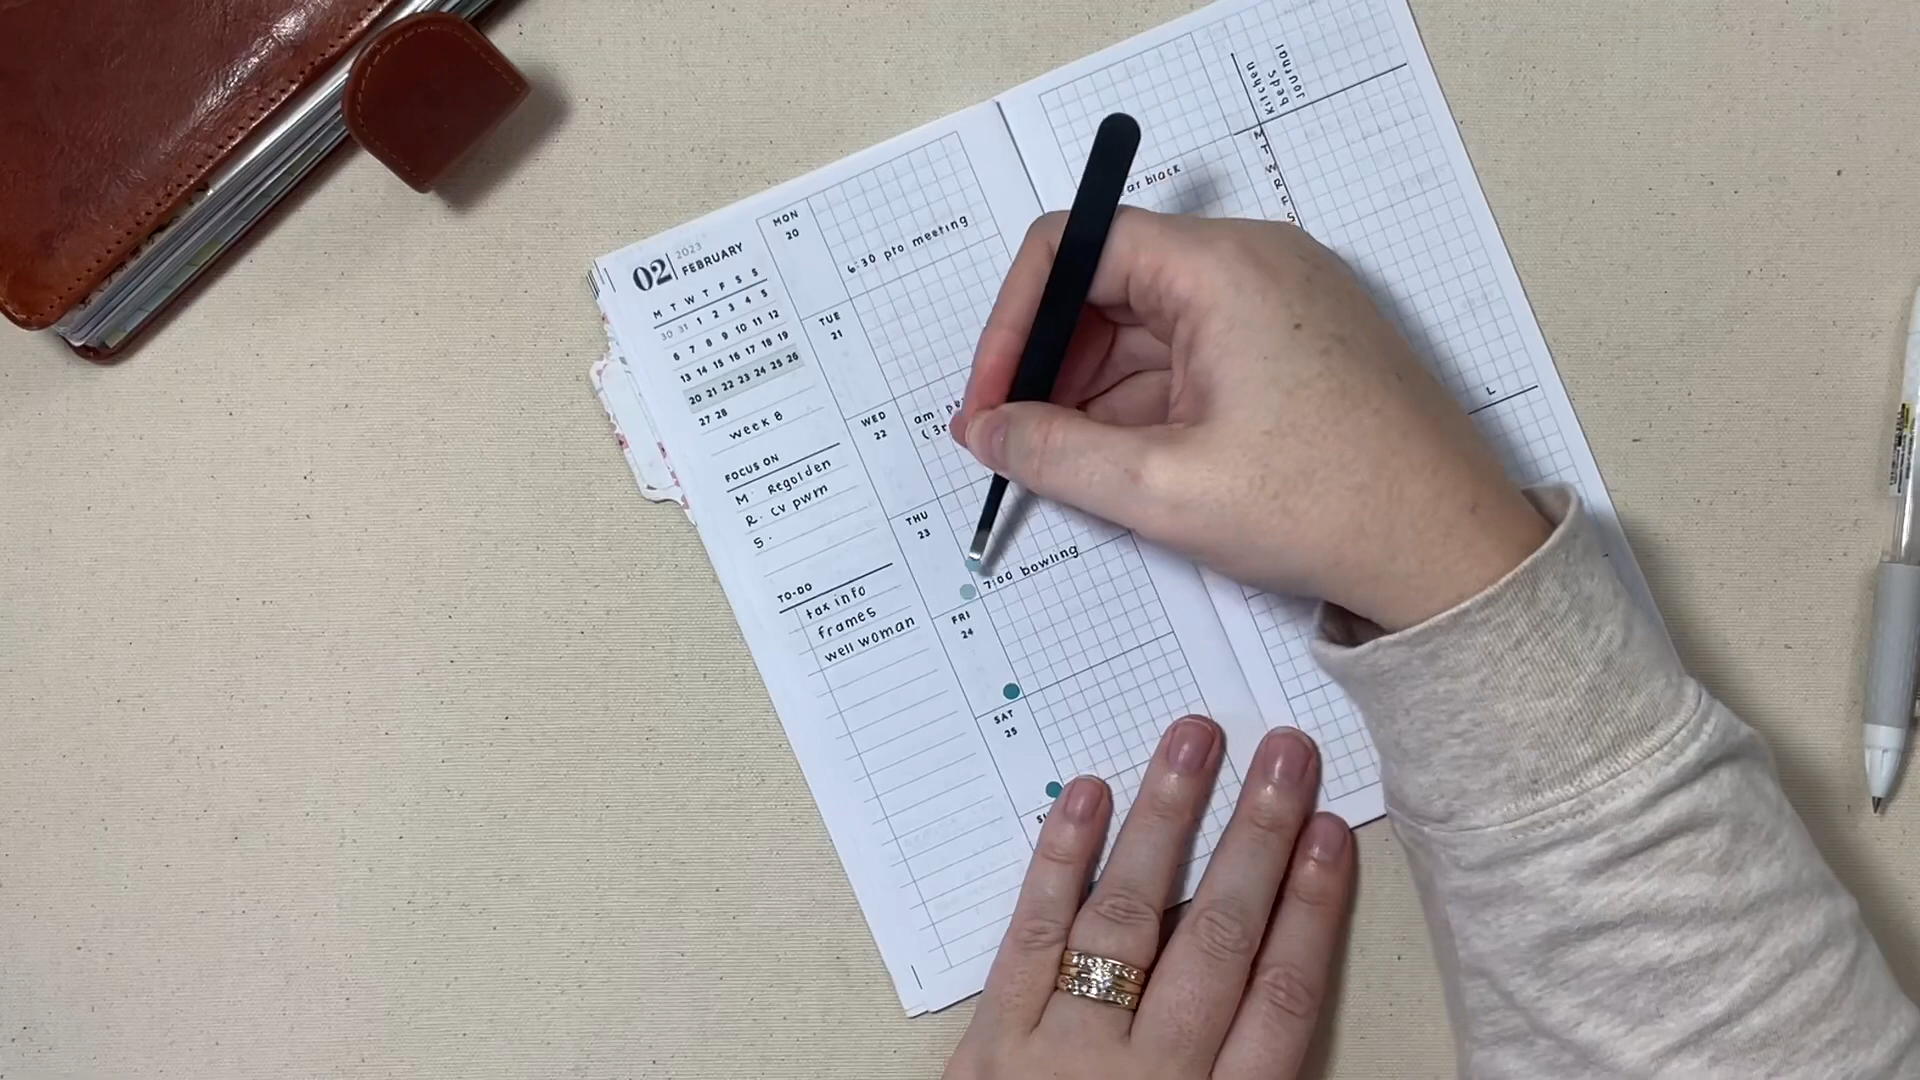 02
2023
FEBRUARY
M T W T F S S
30 31 1 2 3 4 5
6 7 8 9 10 11 12
13 14 15 16 17 18 19
20 21 22 23 24 25 26
27 28
week 8
FOCUS ON
M: Regolden
R: CV pwm
S:
TO-DO
tax info
frames
well woman
MON
20
6:30 pto meeting
TUE
21
WED
22
am:
THU
23
7:00 bowling
FRI
24
SAT
25
black
kitchen
beds
journal
M
T
W
R
F
S
L